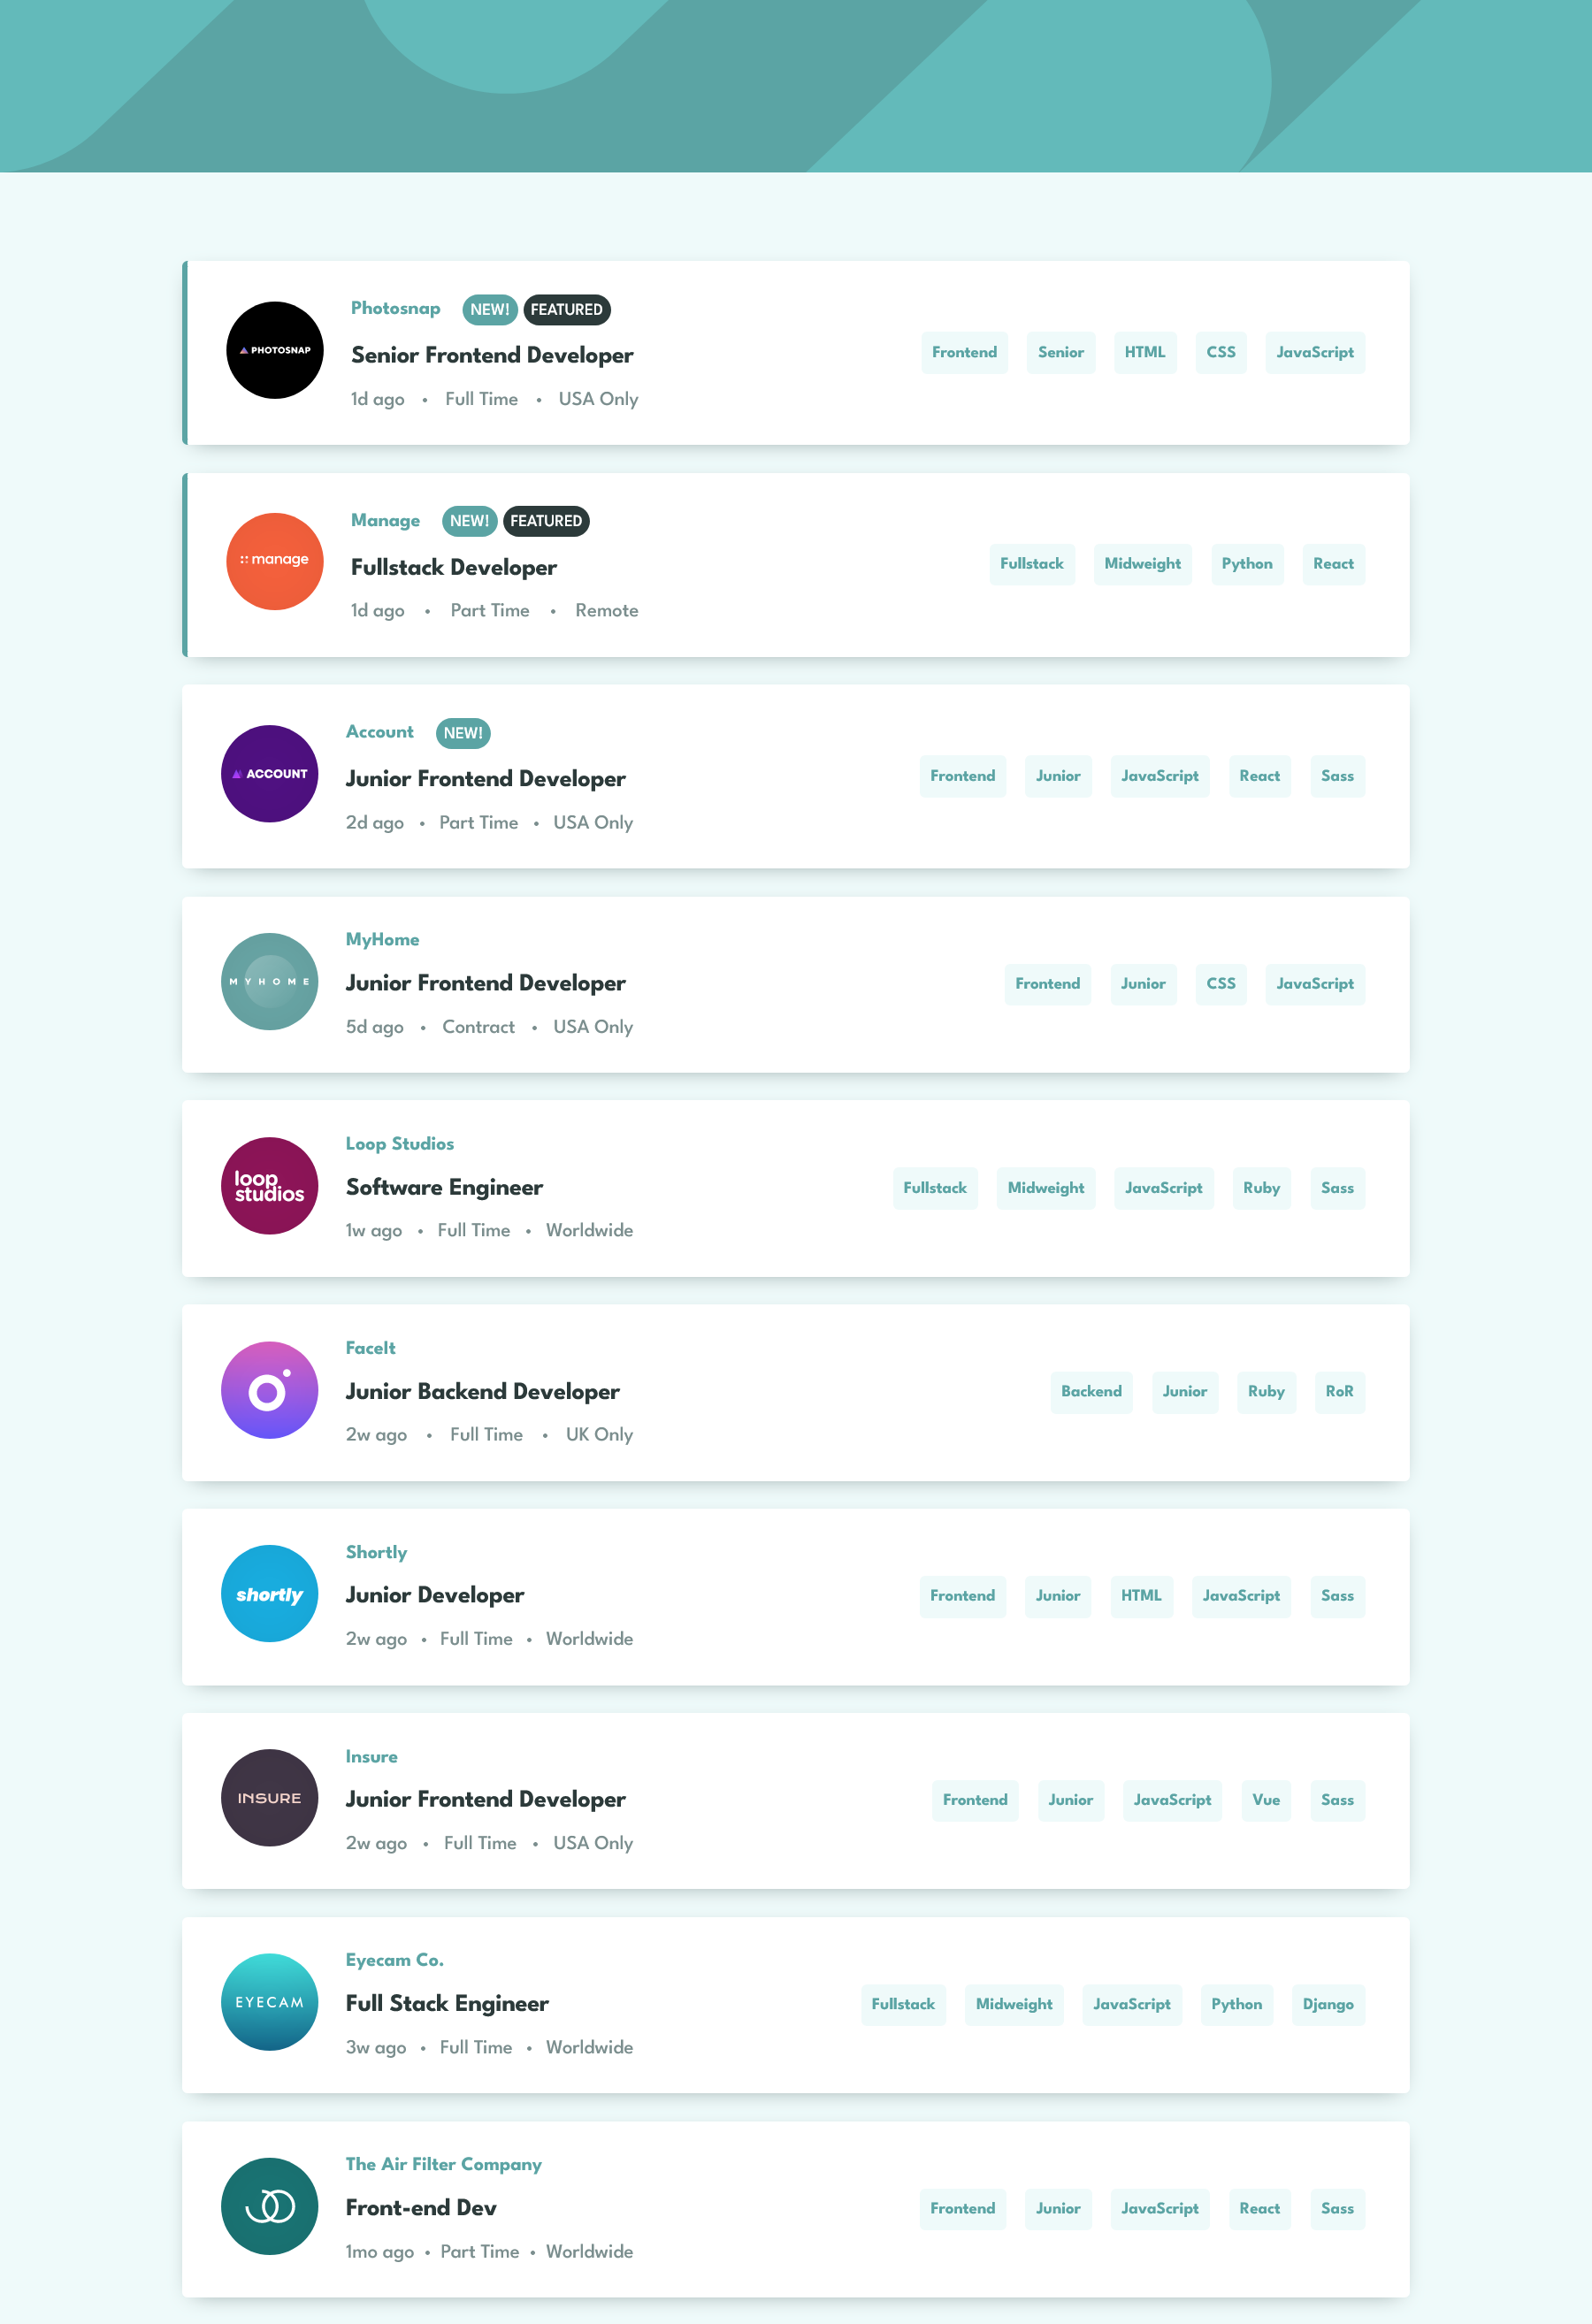 PHOTOSNAP
Photosnap NEW! FEATURED
Senior Frontend Developer
1d ago • Full Time • USA Only
Frontend Senior HTML CSS JavaScript
manage
Manage NEW! FEATURED
Fullstack Developer
1d ago • Part Time • Remote
Fullstack Midweight Python React
ACCOUNT
Account NEW!
Junior Frontend Developer
2d ago • Part Time • USA Only
Frontend Junior JavaScript React Sass
MYHOME
MyHome
Junior Frontend Developer
5d ago • Contract • USA Only
Frontend Junior CSS JavaScript
loop
studios
Loop Studios
Software Engineer
1w ago • Full Time • Worldwide
Fullstack Midweight JavaScript Ruby Sass
FaceIt
Junior Backend Developer
2w ago • Full Time • UK Only
Backend Junior Ruby RoR
shortly
Shortly
Junior Developer
2w ago • Full Time • Worldwide
Frontend Junior HTML JavaScript Sass
INSURE
Insure
Junior Frontend Developer
2w ago • Full Time • USA Only
Frontend Junior JavaScript Vue Sass
EYECAM
Eyecam Co.
Full Stack Engineer
3w ago • Full Time • Worldwide
Fullstack Midweight JavaScript Python Django
The Air Filter Company
Front-end Dev
1mo ago • Part Time • Worldwide
Frontend Junior JavaScript React Sass